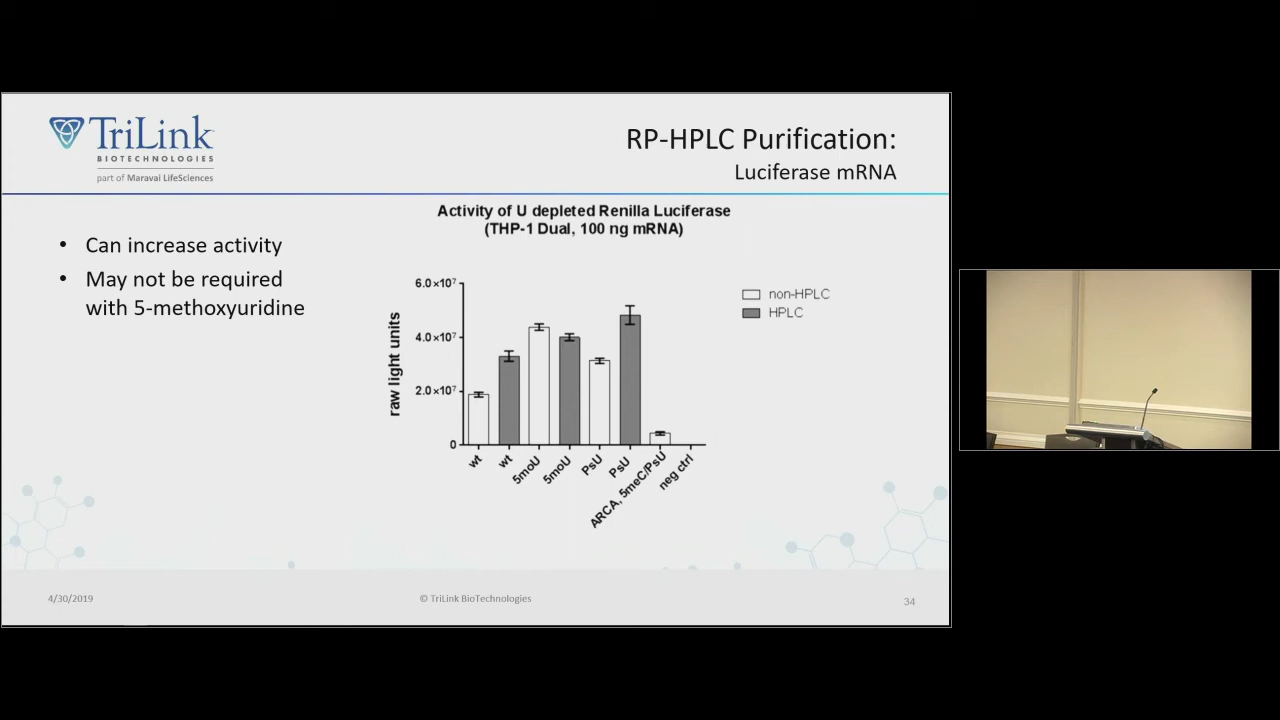 TriLink
BIOTECHNOLOGIES
part of Maravai LifeSciences
RP-HPLC Purification:
Luciferase mRNA
• Can increase activity
• May not be required
with 5-methoxyuridine
Activity of U depleted Renilla Luciferase
(THP-1 Dual, 100 ng mRNA)
raw light units
6.0×10⁷
4.0×10⁷
2.0×10⁷
0
wt
wt
5moU
5moU
PsU
PsU
ARCA, 5meC/PsU
neg ctrl
non-HPLC
HPLC
4/30/2019
© TriLink BioTechnologies
34